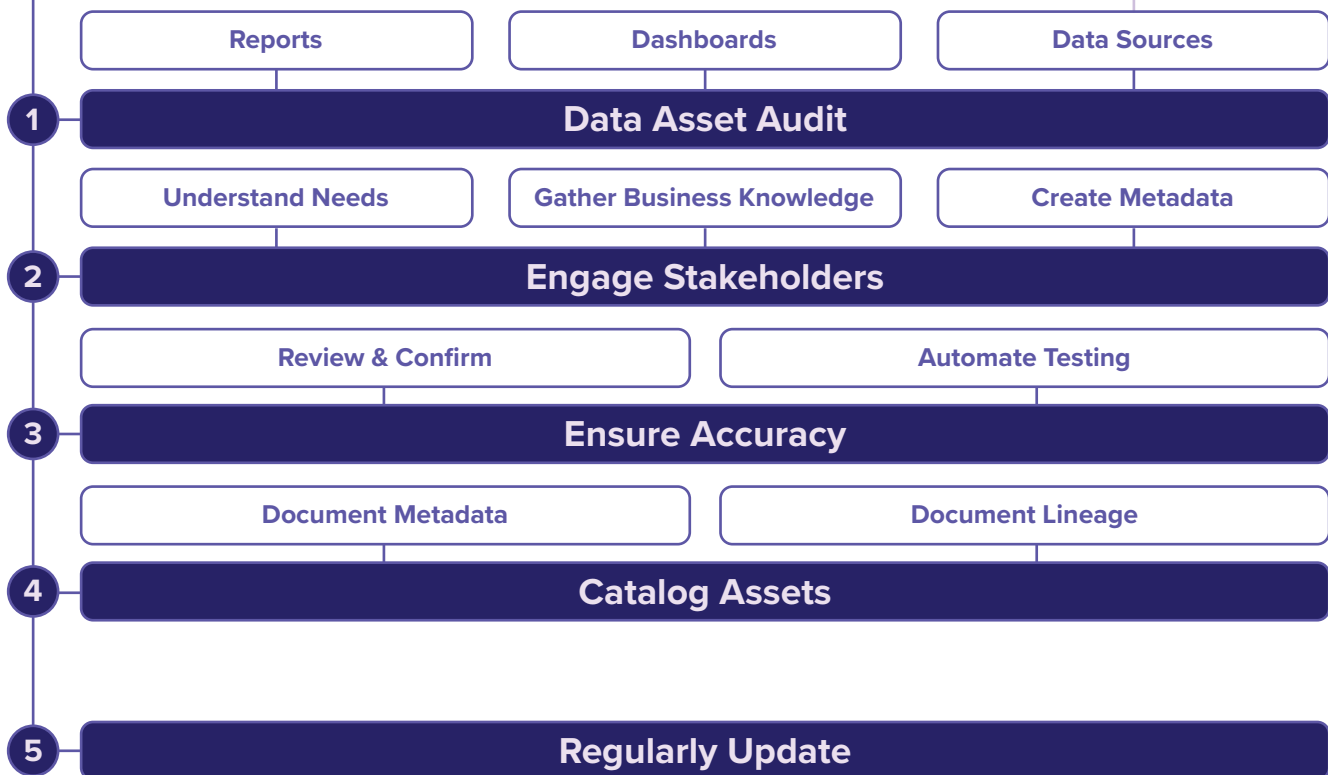 Reports
Dashboards
Data Sources
1
Data Asset Audit
Understand Needs
Gather Business Knowledge
Create Metadata
2
Engage Stakeholders
Review & Confirm
Automate Testing
3
Ensure Accuracy
Document Metadata
Document Lineage
4
Catalog Assets
5
Regularly Update